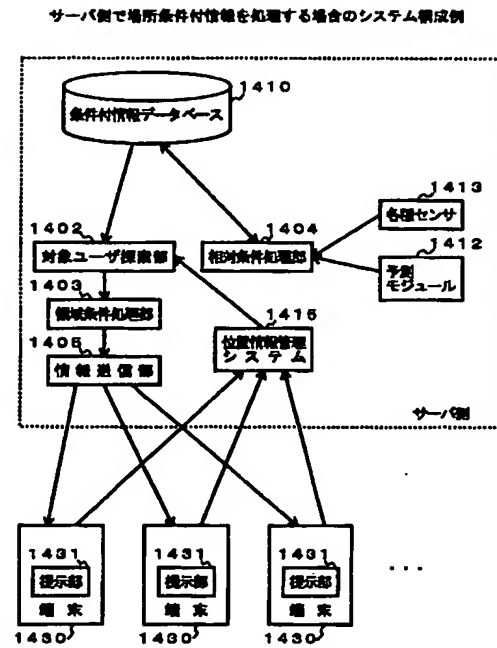 サーバ側で場所条件付情報を処理する場合のシステム構成例
1410
条件付情報データベース
1413
各種センサ
1402
対象ユーザ探索部
1404
相対条件処理部
1412
予測
モジュール
1403
領域条件処理部
1415
位置情報管理
システム
1405
情報送信部
サーバ側
1431
提示部
端末
1430
1431
提示部
端末
1430
1431
提示部
端末
1430
...